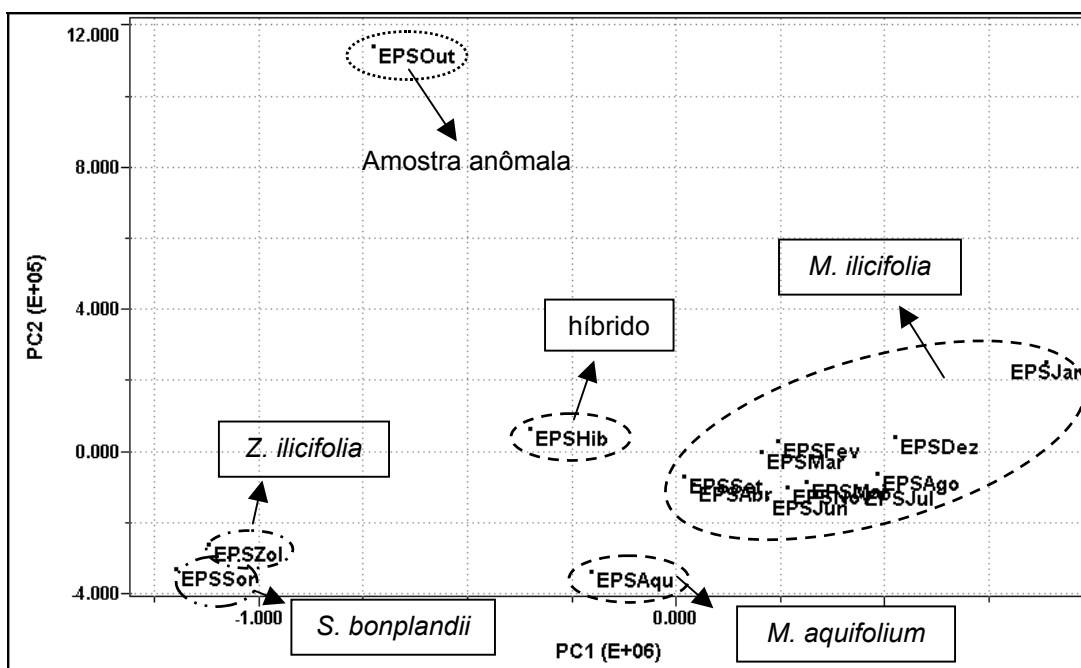 12.000
EPSOut
Amostra anômala
8.000
M. ilicifolia
PC2 (E+05)
4.000
híbrido
EPSJan
EPSHib
EPSFev
EPSDez
Z. ilicifolia
0.000
EPSMar
EPSSet
EPSAbr
EPSAgo
EPSJul
EPSJun
EPSZol
EPSSor
EPSAqu
-4.000
-1.000
0.000
S. bonplandii
M. aquifolium
PC1 (E+06)